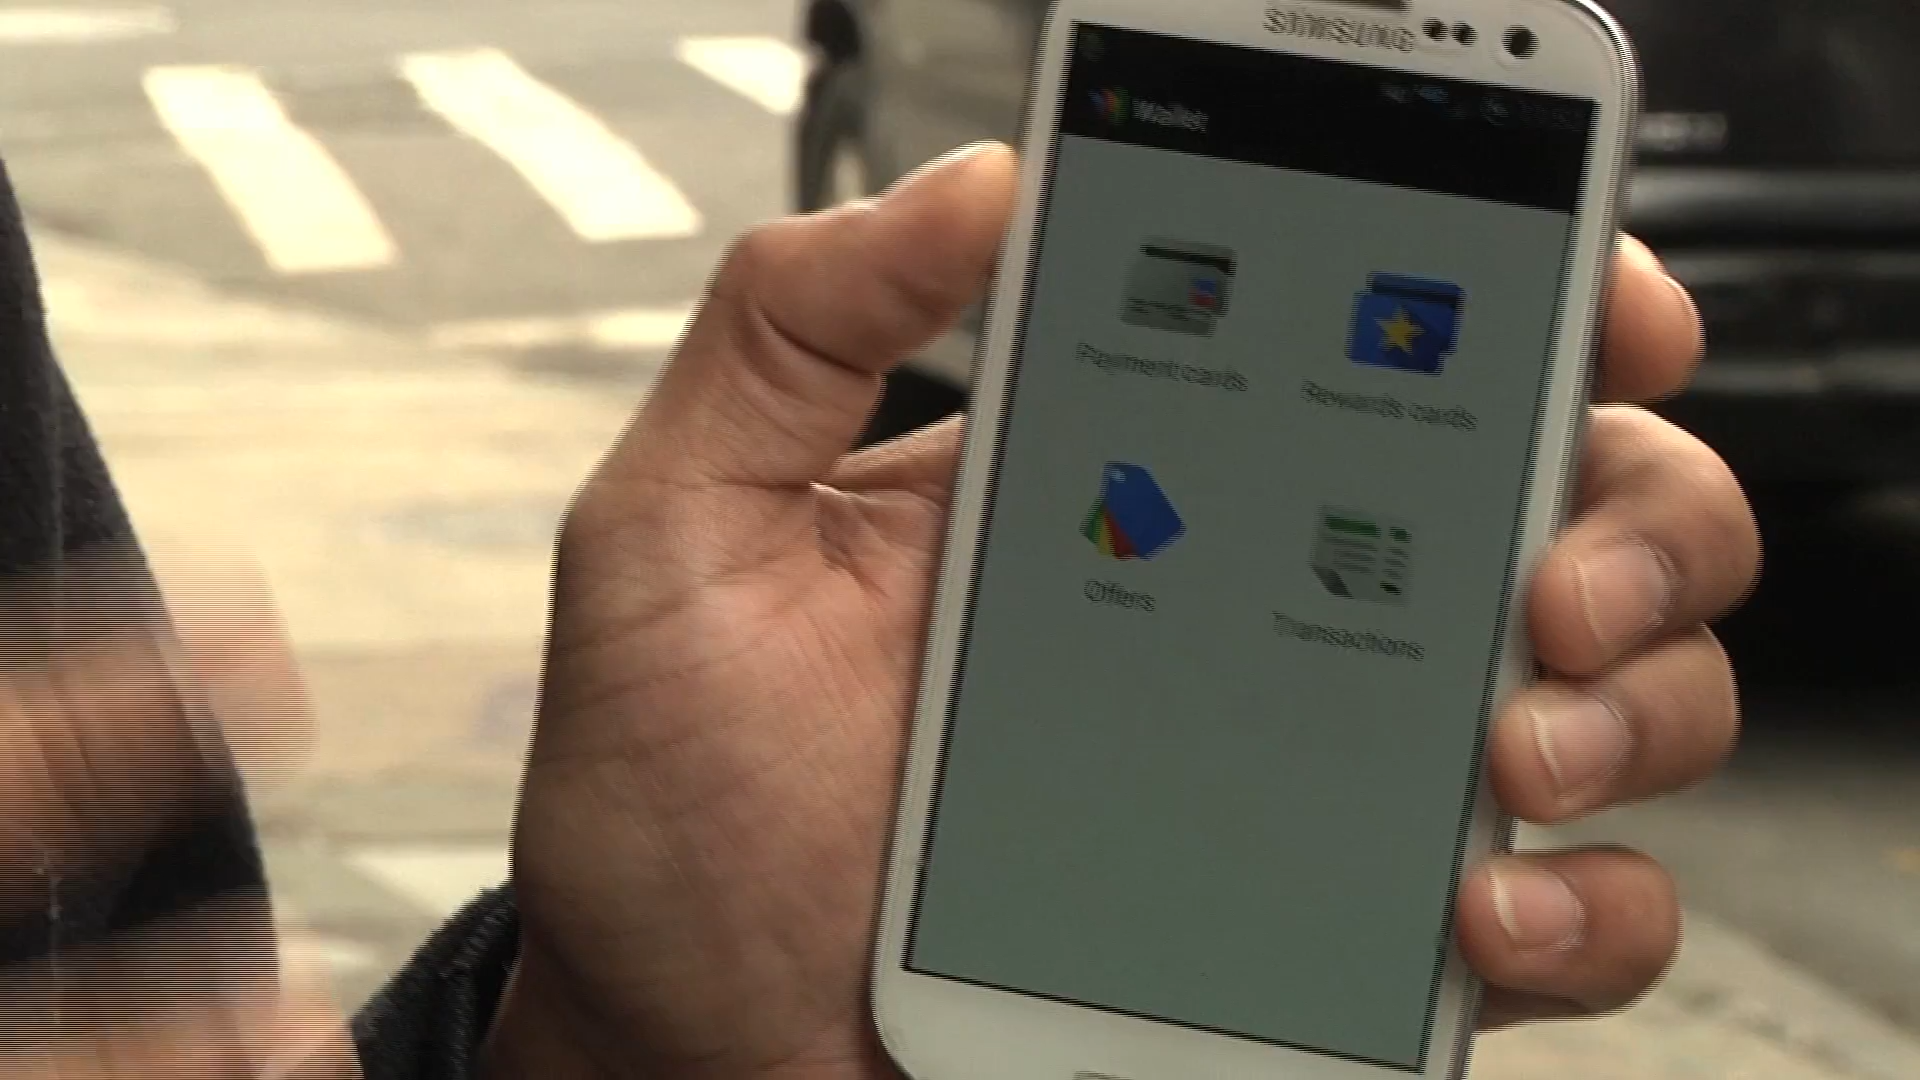 SAMSUNG
Wallet
Payment cards
Rewards cards
Offers
Transactions